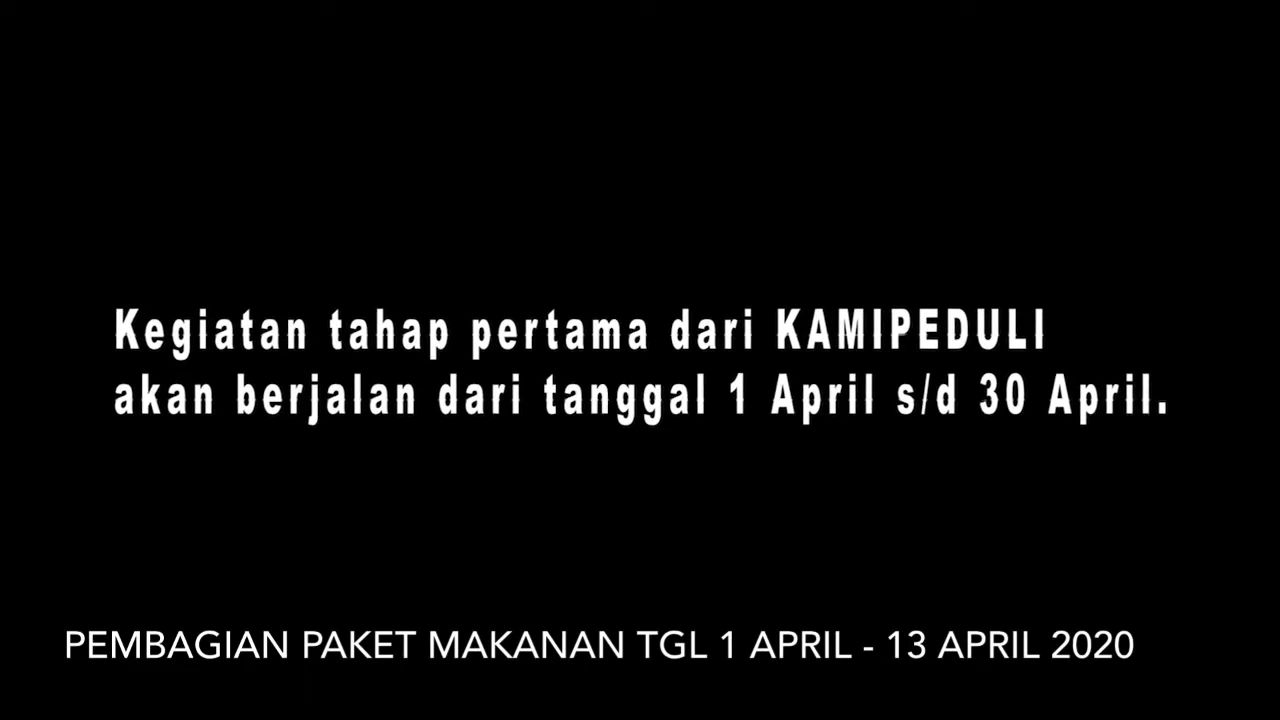 Kegiatan tahap pertama dari KAMIPEDULI
akan berjalan dari tanggal 1 April s/d 30 April.
PEMBAGIAN PAKET MAKANAN TGL 1 APRIL - 13 APRIL 2020